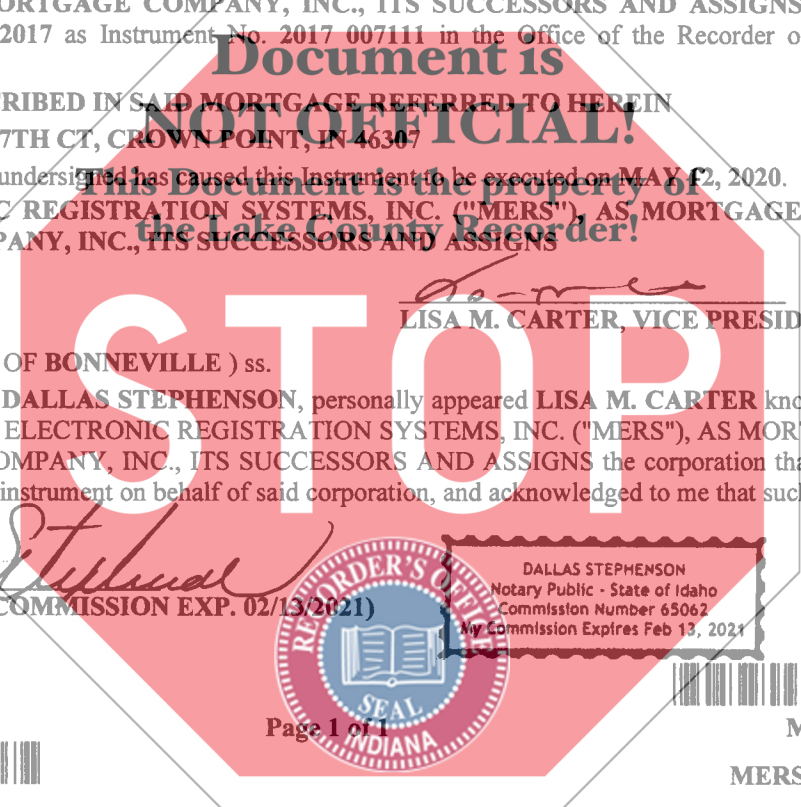 ORTGAGE COMPANY, INC., ITS SUCCESSORS AND ASSIGNS
2017 as Instrument No. 2017 007111 in the Office of the Recorder o
Document is
TRIBED IN SAID MORTGAGE REFERRED TO HEREIN
NOT OFFICIAL!
7TH CT, CROWN POINT, IN 46307
undersigned has caused this Instrument to be executed on MAY 12, 2020.
This Document is the property of
C REGISTRATION SYSTEMS, INC. ("MERS"), AS MORTGAGE
the Lake County Recorder!
PANY, INC., ITS SUCCESSORS AND ASSIGNS
STOP
LISA M. CARTER, VICE PRESID
OF BONNEVILLE ) ss.
DALLAS STEPHENSON, personally appeared LISA M. CARTER kno
ELECTRONIC REGISTRATION SYSTEMS, INC. ("MERS"), AS MOR
OMPANY, INC., ITS SUCCESSORS AND ASSIGNS the corporation tha
instrument on behalf of said corporation, and acknowledged to me that suc
DALLAS STEPHENSON
Notary Public - State of Idaho
Commission Number 65062
My Commission Expires Feb 13, 2021
COMMISSION EXP. 02/13/2021)
RECORDER'S OFFICE
SEAL
INDIANA
Page 1 of 1
M
MERS